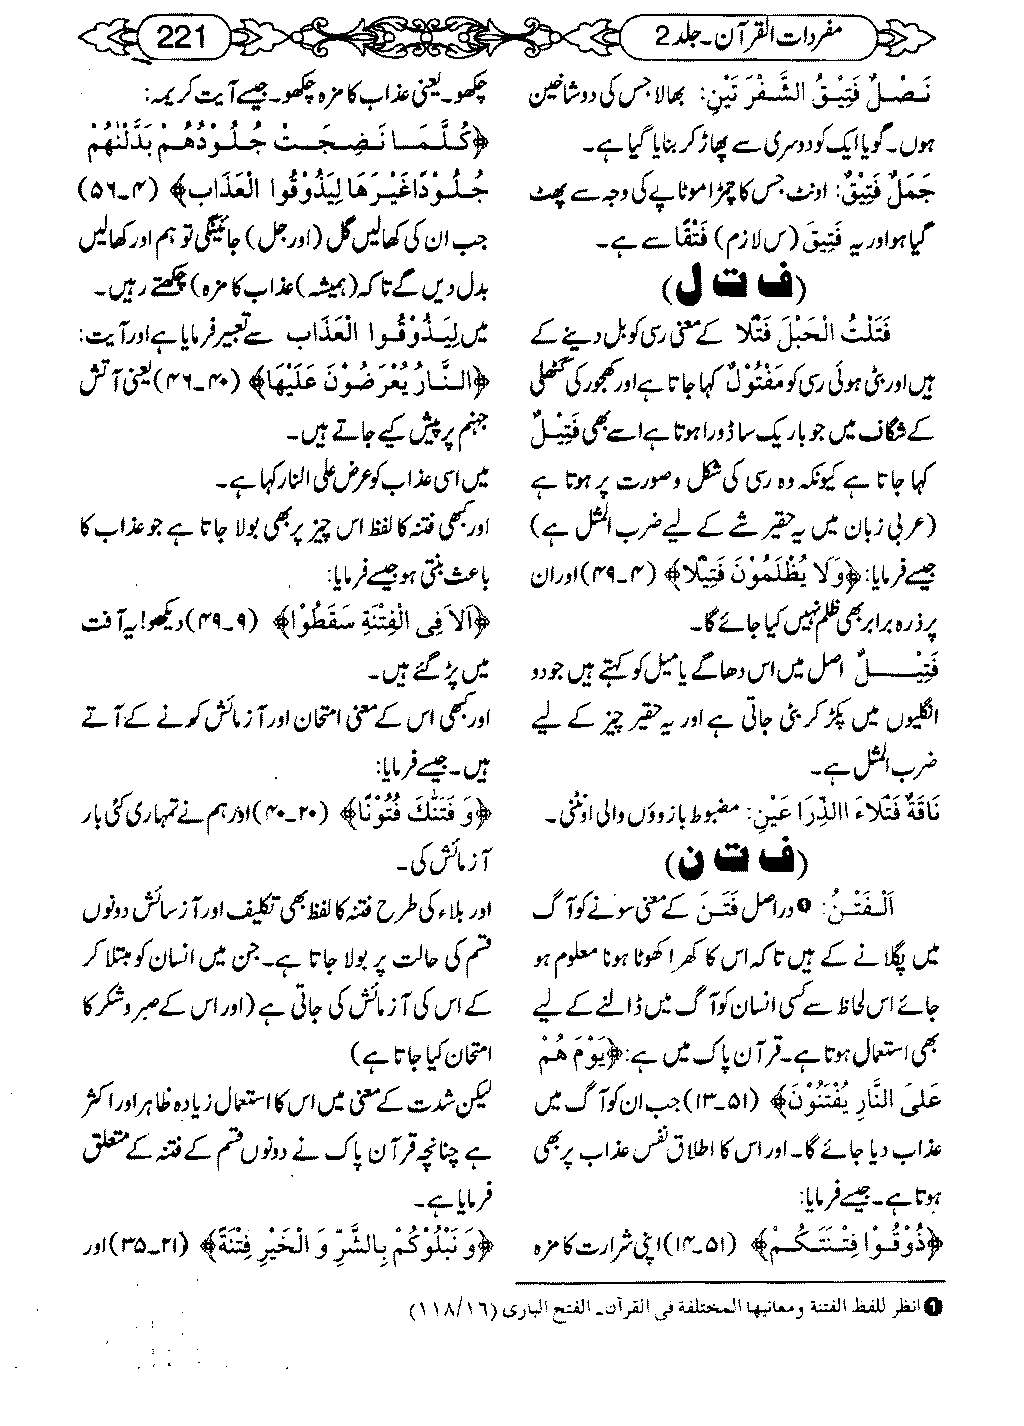 مفردات القرآن۔جلد 2
221
نَصْلٌ فَتِيْقُ الشَّفْرَتَيْنِ: بھالا جس کی دو شاخین
ہوں۔ گویا ایک کو دوسری سے پھاڑ کر بنایا گیا ہے۔
جَمَلٌ فَتِيْقٌ: اونٹ جس کا چمڑا موٹاپے کی وجہ سے پھٹ
گیا ہو اور یہ فَتِيقَ (س لازم) فَتْقًا سے ہے۔
(ف ت ل)
فَتَلْتُ الْحَبْلَ فَتْلًا کے معنی رسی کو بل دینے کے
ہیں اور بٹی ہوئی رسی کو مَفْتُوْلٌ کہا جاتا ہے اور کھجور کی گٹھلی
کے شگاف میں جو باریک سا ڈورا ہوتا ہے اسے بھی فَتِيْلٌ
کہا جاتا ہے کیونکہ وہ رسی کی شکل و صورت پر ہوتا ہے
(عربی زبان میں یہ حقیر شے کے لیے ضرب المثل ہے)
جیسے فرمایا: ﴿وَلَا يُظْلَمُوْنَ فَتِيْلًا﴾ (۴۔۴۹) اور ان
پر ذرہ برابر بھی ظلم نہیں کیا جائے گا۔
فَتِيْــلٌ اصل میں اس دھاگے یا میل کو کہتے ہیں جو دو
انگلیوں میں پکڑ کر بٹی جاتی ہے اور یہ حقیر چیز کے لیے
ضرب المثل ہے۔
نَاقَةٌ فَتْلَاءَ االذِّرَاعَيْنِ: مضبوط بازوؤں والی اونٹنی۔
(ف ت ن)
اَلْفَتْنُ: ❶ دراصل فَتَنَ کے معنی سونے کو آگ
میں پگلانے کے ہیں تاکہ اس کا کھرا کھوٹا ہونا معلوم ہو
جائے اس لحاظ سے کسی انسان کو آگ میں ڈالنے کے لیے
بھی استعمال ہوتا ہے۔ قرآن پاک میں ہے: ﴿يَوْمَ هُمْ
عَلَى النَّارِ يُفْتَنُوْنَ﴾ (۵۱۔۱۳) جب ان کو آگ میں
عذاب دیا جائے گا۔ اور اس کا اطلاق نفس عذاب پر بھی
ہوتا ہے۔ جیسے فرمایا:
﴿ذُوْقُوْا فِتْنَتَكُمْ﴾ (۵۱۔۱۴) اپنی شرارت کا مزہ
چکھو۔ یعنی عذاب کا مزہ چکھو۔ جیسے آیت کریمہ:
﴿كُلَّمَا نَضِجَتْ جُلُوْدُهُمْ بَدَّلْنٰهُمْ
جُلُوْدًا غَيْرَهَا لِيَذُوْقُوا الْعَذَابَ﴾ (۴۔۵۶)
جب ان کی کھالیں گل (اور جل) جائیگی تو ہم اور کھالیں
بدل دیں گے تاکہ (ہمیشہ) عذاب کا مزہ) چکھتے رہیں۔
میں لِيَذُوْقُوا الْعَذَابَ سے تعبیر فرمایا ہے اور آیت:
﴿النَّارُ يُعْرَضُوْنَ عَلَيْهَا﴾ (۴۰۔۴۶) یعنی آتش
جہنم پر پیش کیے جاتے ہیں۔
میں اسی عذاب کو عرض علی النار کہا ہے۔
اور کبھی فتنہ کا لفظ اس چیز پر بھی بولا جاتا ہے جو عذاب کا
باعث بنتی ہو جیسے فرمایا:
﴿اَلَا فِى الْفِتْنَةِ سَقَطُوْا﴾ (۹۔۴۹) دیکھو! یہ آفت
میں پڑ گئے ہیں۔
اور کبھی اس کے معنی امتحان اور آزمائش کونے کے آتے
ہیں۔ جیسے فرمایا:
﴿وَ فَتَنّٰكَ فُتُوْنًا﴾ (۲۰۔۴۰) اور ہم نے تمہاری کئی بار
آزمائش کی۔
اور بلاء کی طرح فتنہ کا لفظ بھی تکلیف اور آزسائش دونوں
قسم کی حالت پر بولا جاتا ہے۔ جن میں انسان کو مبتلا کر
کے اس کی آزمائش کی جاتی ہے (اور اس کے صبر و شکر کا
امتحان کیا جاتا ہے)
لیکن شدت کے معنی میں اس کا استعمال زیادہ ظاہر اور اکثر
ہے چنانچہ قرآن پاک نے دونوں قسم کے فتنہ کے متعلق
فرمایا ہے۔
﴿وَ نَبْلُوْكُمْ بِالشَّرِّ وَ الْخَيْرِ فِتْنَةً﴾ (۲۱۔۳۵) اور
❶ انظر للفظ الفتنة ومعانيها المختلفة فى القرآن۔ الفتح البارى (۱۱۸/۱۶)